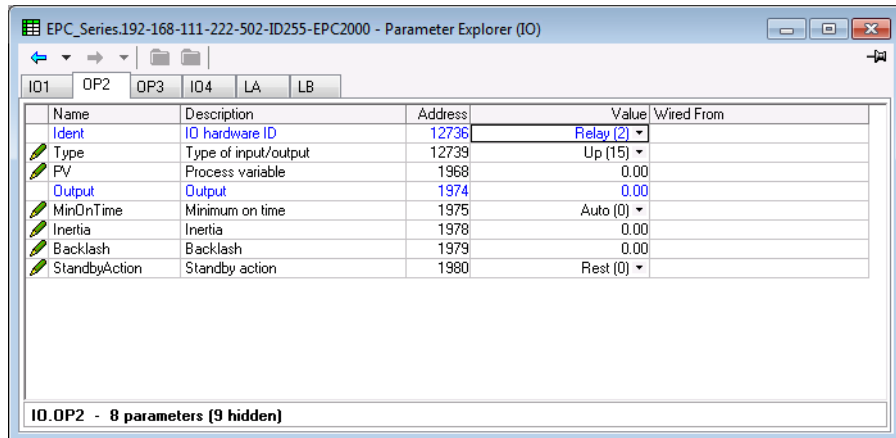 EPC_Series.192-168-111-222-502-ID255-EPC2000 - Parameter Explorer (IO)
IO1 OP2 OP3 IO4 LA LB
Name Description Address Value Wired From
Ident IO hardware ID 12736 Relay (2)
Type Type of input/output 12739 Up (15)
PV Process variable 1968 0.00
Output Output 1974 0.00
MinOnTime Minimum on time 1975 Auto (0)
Inertia Inertia 1978 0.00
Backlash Backlash 1979 0.00
StandbyAction Standby action 1980 Rest (0)
IO.OP2 - 8 parameters (9 hidden)